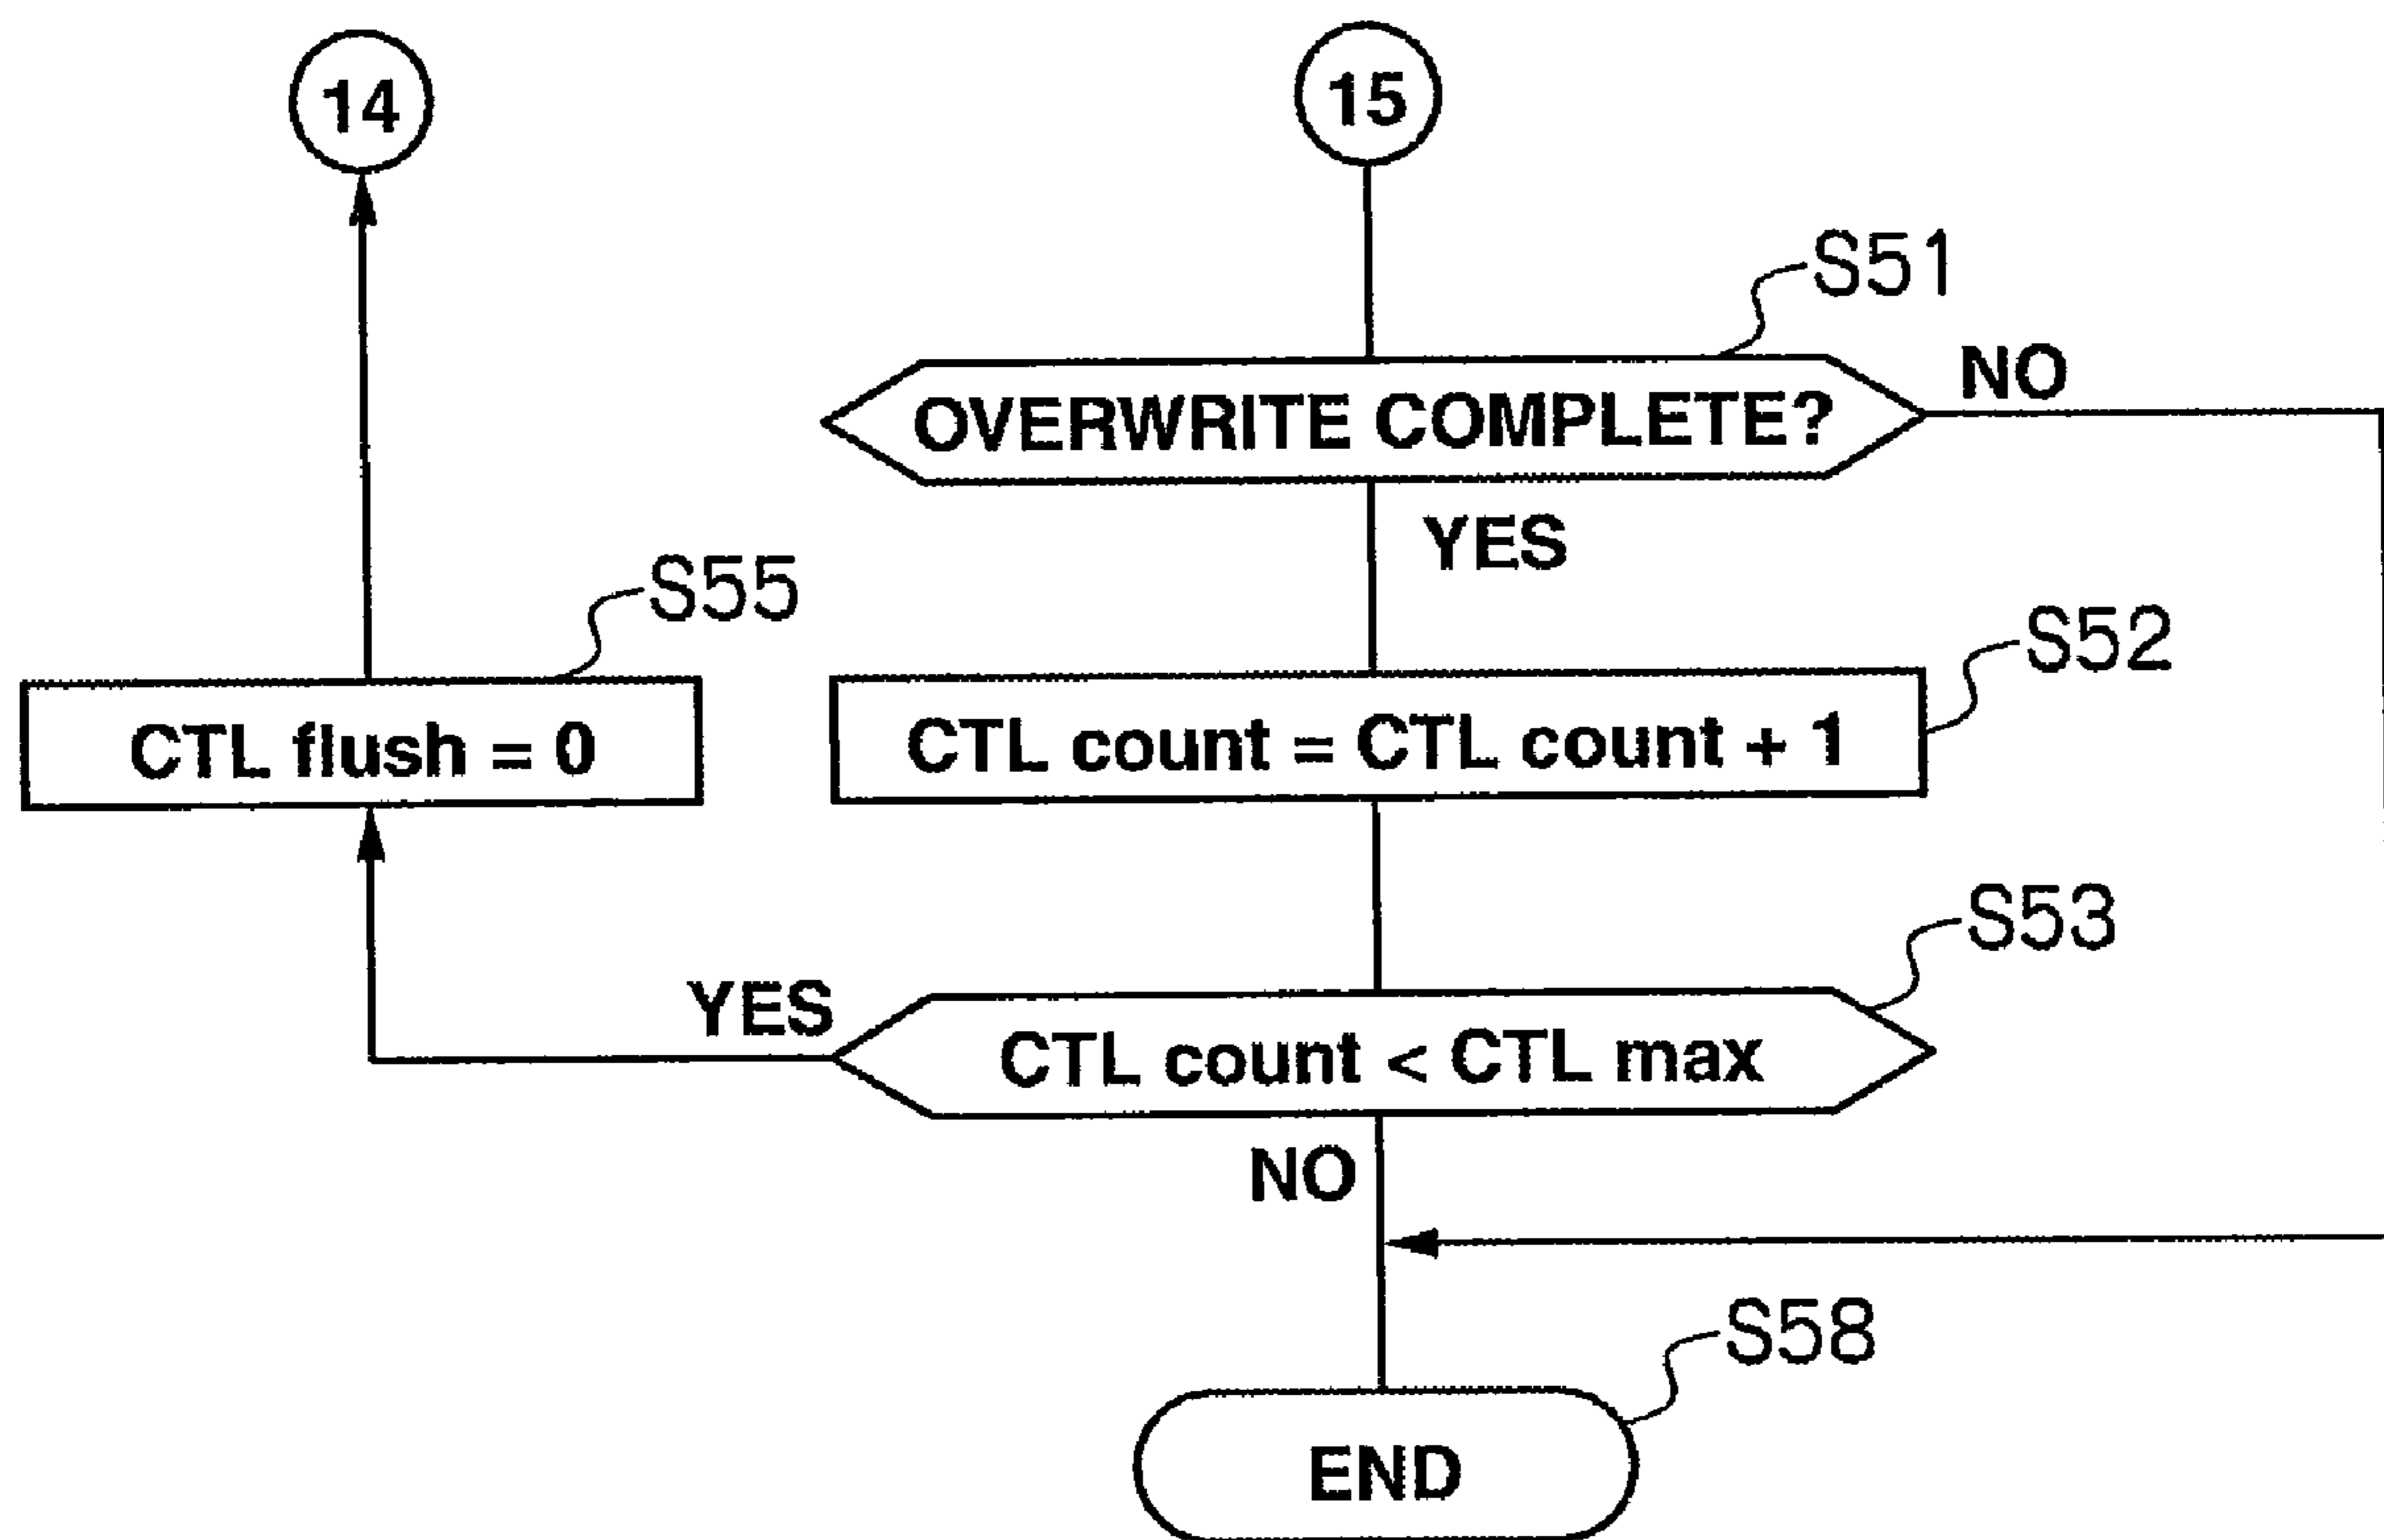 14
15
S51
OVERWRITE COMPLETE?
NO
YES
S55
S52
CTL flush = 0
CTL count = CTL count + 1
S53
YES
CTL count < CTL max
NO
S58
END